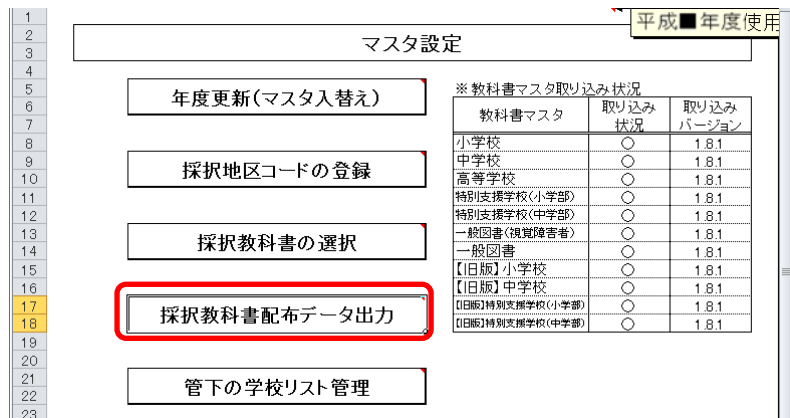 平成■年度使用
マスタ設定
年度更新(マスタ入替え)
採択地区コードの登録
採択教科書の選択
採択教科書配布データ出力
管下の学校リスト管理
※教科書マスタ取り込み状況
教科書マスタ 取り込み状況 取り込みバージョン
小学校 ○ 1.8.1
中学校 ○ 1.8.1
高等学校 ○ 1.8.1
特別支援学校(小学部) ○ 1.8.1
特別支援学校(中学部) ○ 1.8.1
一般図書(視覚障害者) ○ 1.8.1
一般図書 ○ 1.8.1
【旧版】小学校 ○ 1.8.1
【旧版】中学校 ○ 1.8.1
【旧版】特別支援学校(小学部) ○ 1.8.1
【旧版】特別支援学校(中学部) ○ 1.8.1
1
2
3
4
5
6
7
8
9
10
11
12
13
14
15
16
17
18
19
20
21
22
23